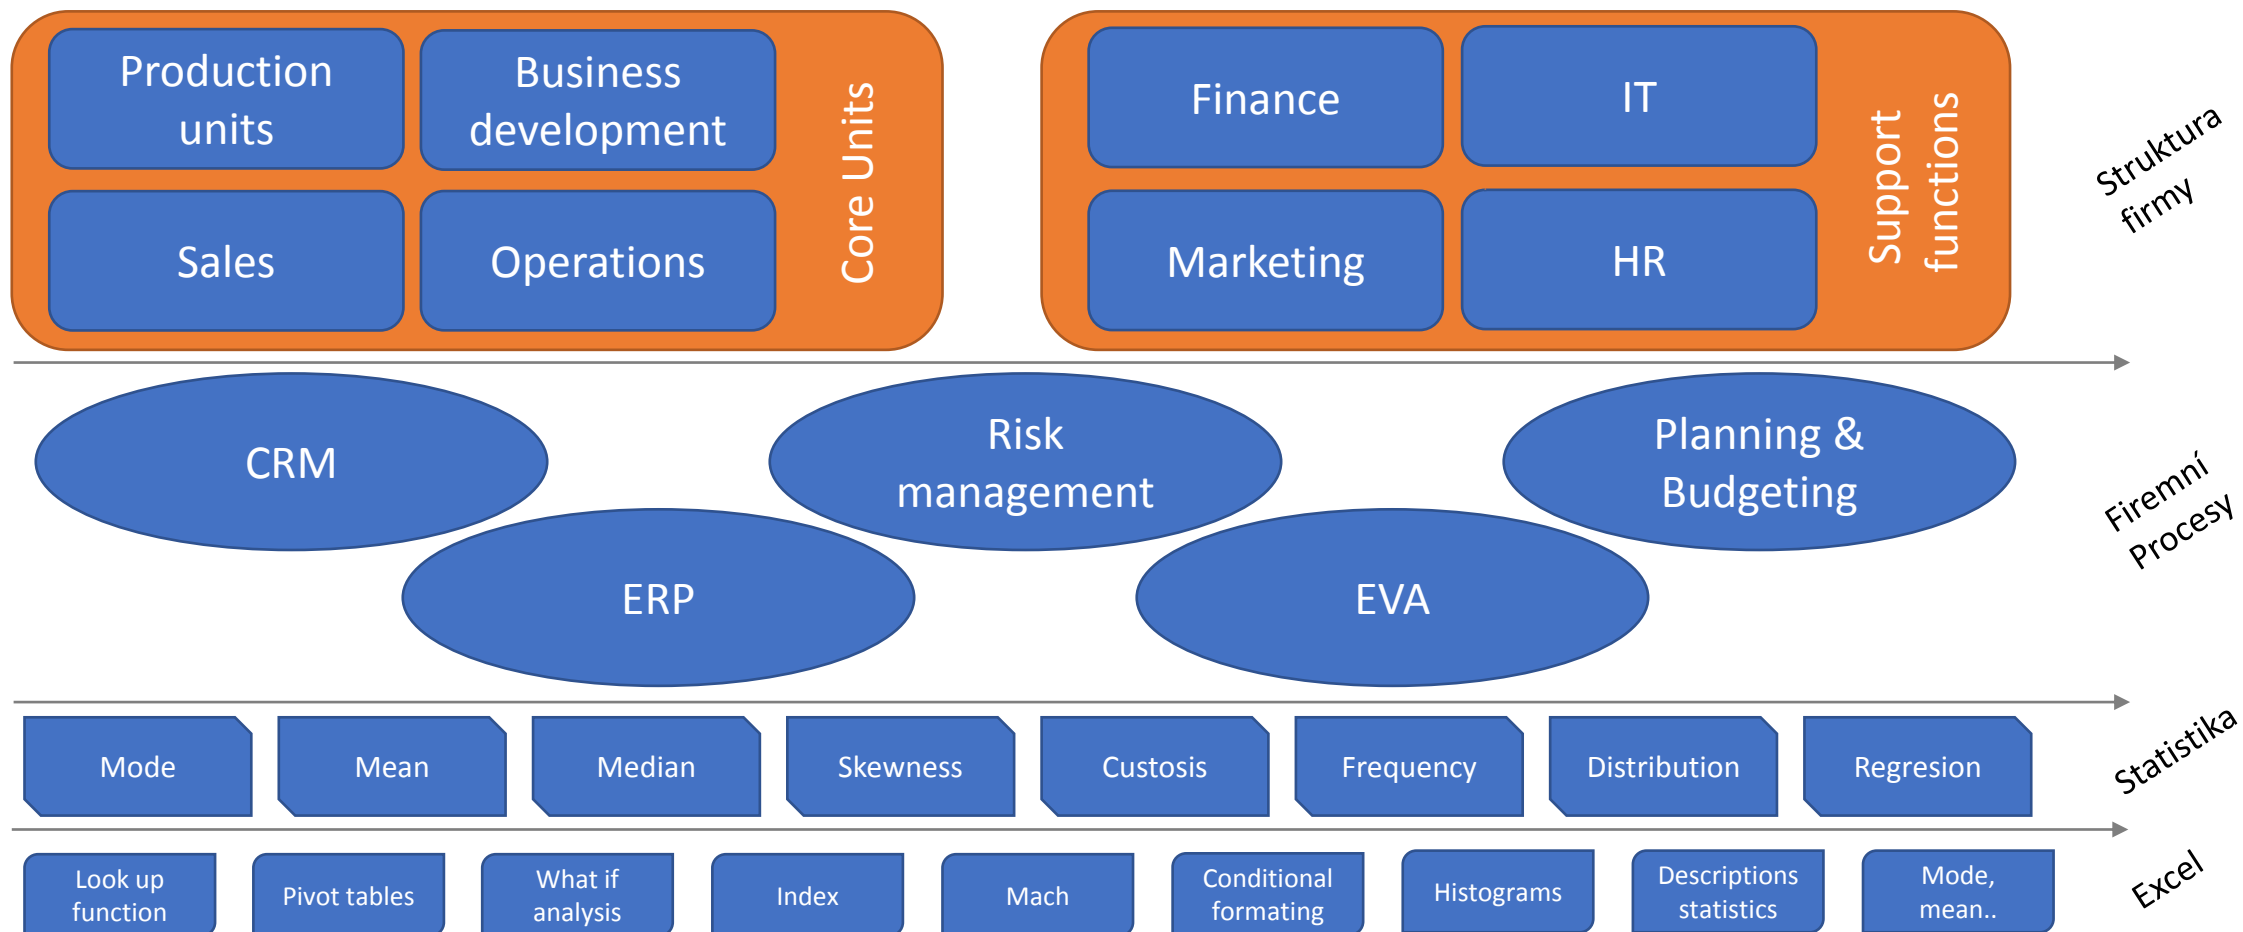 Production
units
Business
development
Sales
Operations
Core Units
Finance
IT
Marketing
HR
Support
functions
Struktura
firmy
CRM
Risk
management
Planning &
Budgeting
ERP
EVA
Firemní
Procesy
Mode
Mean
Median
Skewness
Custosis
Frequency
Distribution
Regresion
Statistika
Look up
function
Pivot tables
What if
analysis
Index
Mach
Conditional
formating
Histograms
Descriptions
statistics
Mode,
mean..
Excel